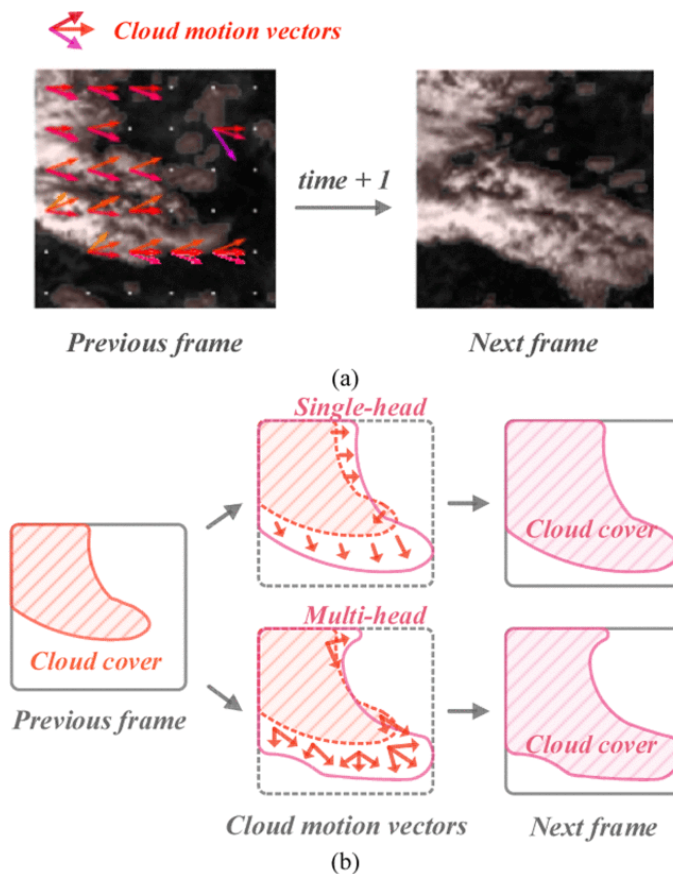 Cloud motion vectors
time + 1
Previous frame
Next frame
(a)
Single-head
Cloud cover
Multi-head
Cloud cover
Previous frame
Cloud cover
Cloud motion vectors
Next frame
(b)